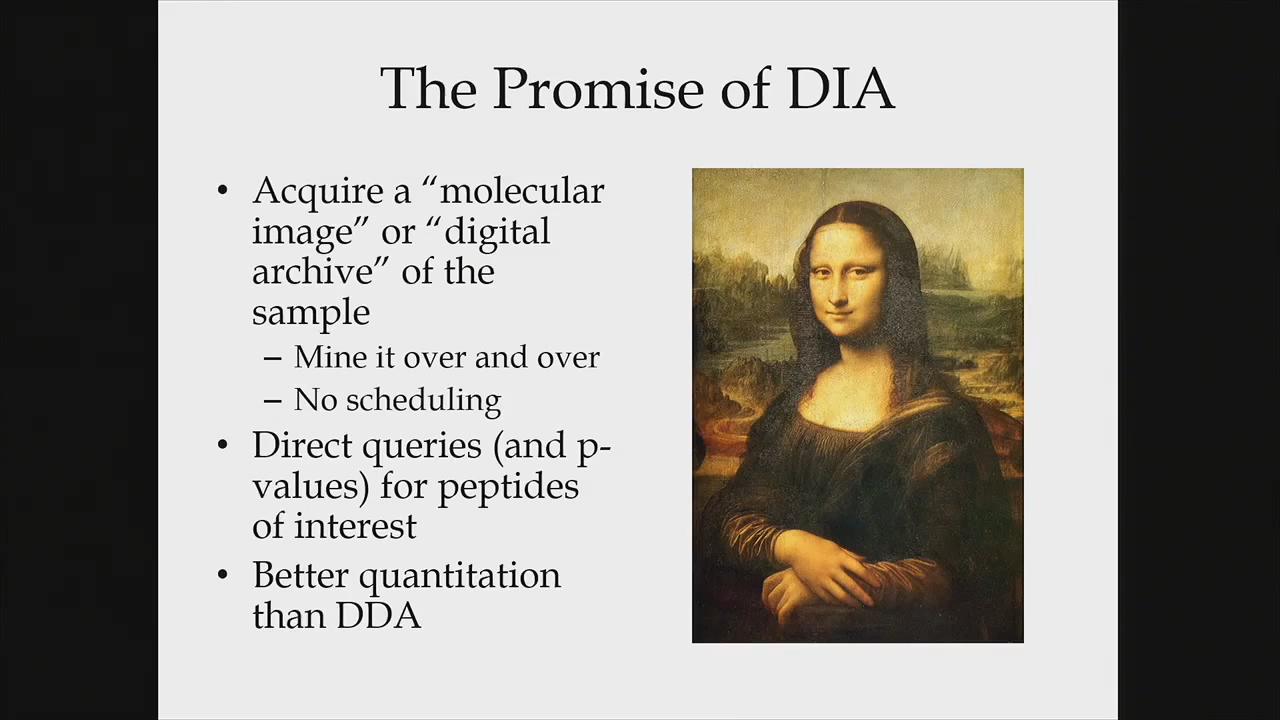 The Promise of DIA
• Acquire a “molecular
image” or “digital
archive” of the
sample
– Mine it over and over
– No scheduling
• Direct queries (and p-
values) for peptides
of interest
• Better quantitation
than DDA